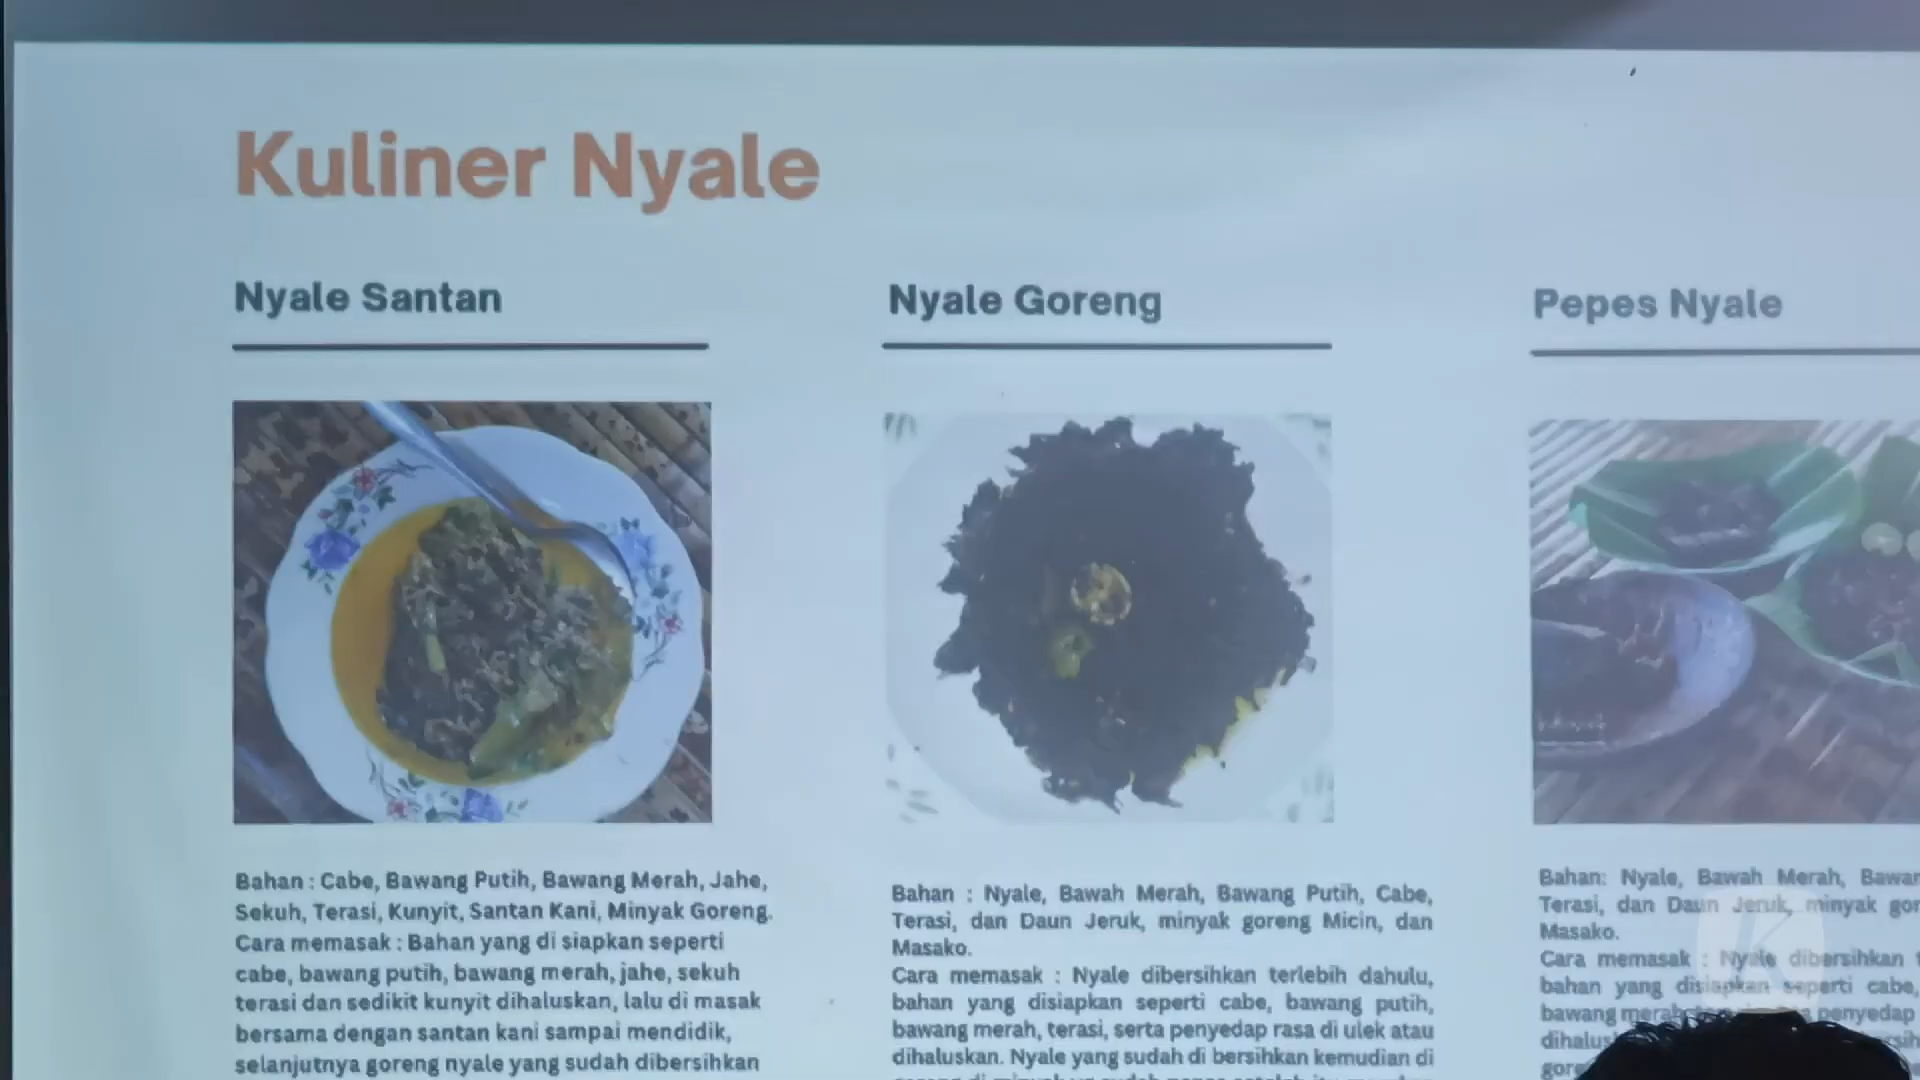 Kuliner Nyale
Nyale Santan
Bahan : Cabe, Bawang Putih, Bawang Merah, Jahe,
Sekuh, Terasi, Kunyit, Santan Kani, Minyak Goreng.
Cara memasak : Bahan yang di siapkan seperti
cabe, bawang putih, bawang merah, jahe, sekuh
terasi dan sedikit kunyit dihaluskan, lalu di masak
bersama dengan santan kani sampai mendidik,
selanjutnya goreng nyale yang sudah dibersihkan
Nyale Goreng
Bahan : Nyale, Bawah Merah, Bawang Putih, Cabe,
Terasi, dan Daun Jeruk, minyak goreng Micin, dan
Masako.
Cara memasak : Nyale dibersihkan terlebih dahulu,
bahan yang disiapkan seperti cabe, bawang putih,
bawang merah, terasi, serta penyedap rasa di ulek atau
dihaluskan. Nyale yang sudah di bersihkan kemudian di
Pepes Nyale
Bahan: Nyale, Bawah Merah,
Terasi, dan Daun Jeruk, minyak
Masako.
Cara memasak : Nyale dibersihkan
bahan yang disiapkan seperti cabe,
bawang merah penyedap
K